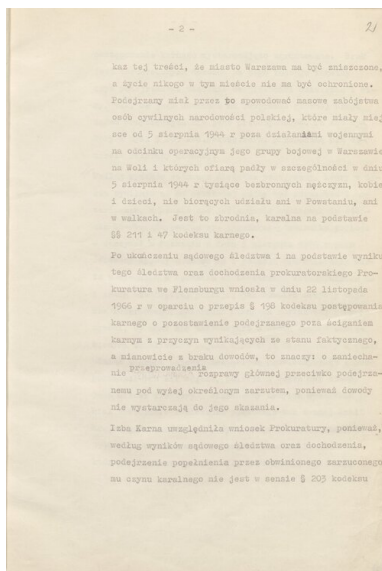 - 2 -
21
kaz tej treści, że miasto Warszawa ma być zniszczone,
a życie nikogo w tym mieście nie ma być ochronione.
Podejrzany miał przez to spowodować masowe zabójstwa
osób cywilnych narodowości polskiej, które miały miej
sce od 5 sierpnia 1944 r poza działaniami wojennymi
na odcinku operacyjnym jego grupy bojowej w Warszawie
na Woli i których ofiarą padły w szczególności w dniu
5 sierpnia 1944 r tysiące bezbronnych mężczyzn, kobie
i dzieci, nie biorących udziału ani w Powstaniu, ani
w walkach. Jest to zbrodnia, karalna na podstawie
§§ 211 i 47 kodeksu karnego.
Po ukończeniu sądowego śledztwa i na podstawie wyniku
tego śledztwa oraz dochodzenia prokuratorskiego Pro-
kuratura we Flensburgu wniosła w dniu 22 listopada
1966 r w oparciu o przepis § 198 kodeksu postępowania
karnego o pozostawienie podejrzanego poza ściganiem
karnym z przyczyn wynikających ze stanu faktycznego,
a mianowicie z braku dowodów, to znaczy: o zaniecha-
nie przeprowadzenia rozprawy głównej przeciwko podejrza-
nemu pod wyżej określonym zarzutem, ponieważ dowody
nie wystarczają do jego skazania.
Izba Karna uwzględniła wniosek Prokuratury, ponieważ,
według wyników sądowego śledztwa oraz dochodzenia,
podejrzenie popełnienia przez obwinionego zarzuconego
mu czynu karalnego nie jest w sensie § 203 kodeksu